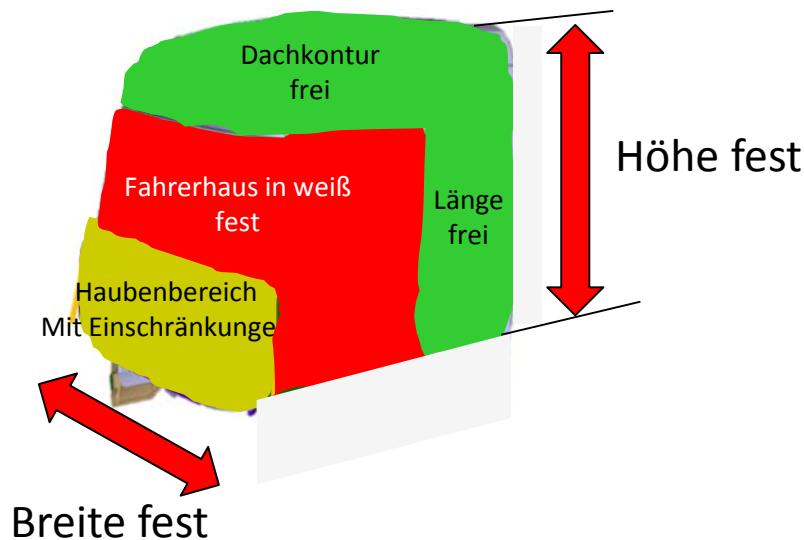 Dachkontur
frei
Höhe fest
Fahrerhaus in weiß
fest
Länge
frei
Haubenbereich
Mit Einschränkunge
Breite fest